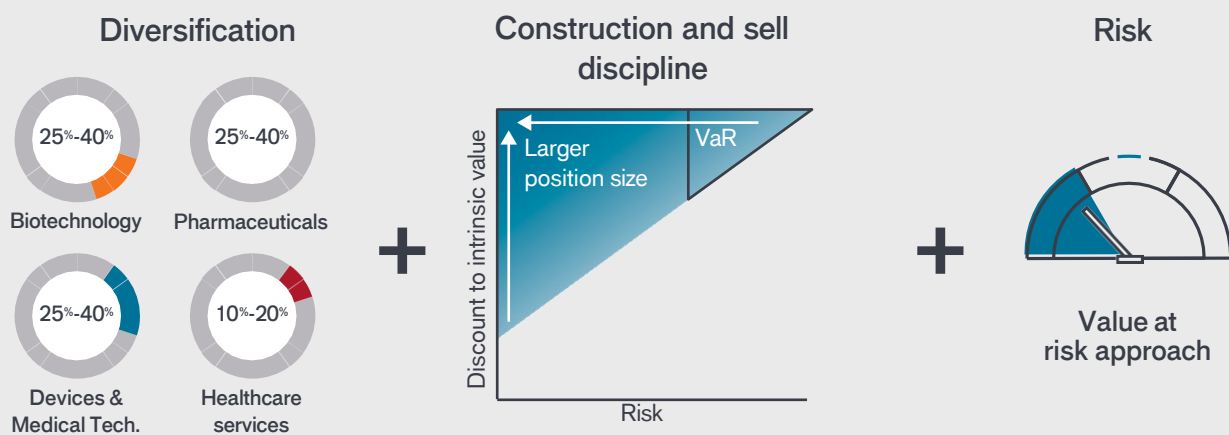 Diversification
25%-40%
Biotechnology
25%-40%
Pharmaceuticals
25%-40%
Devices &
Medical Tech.
10%-20%
Healthcare
services
+
Construction and sell
discipline
Discount to intrinsic value
Larger
position size
VaR
Risk
+
Risk
Value at
risk approach